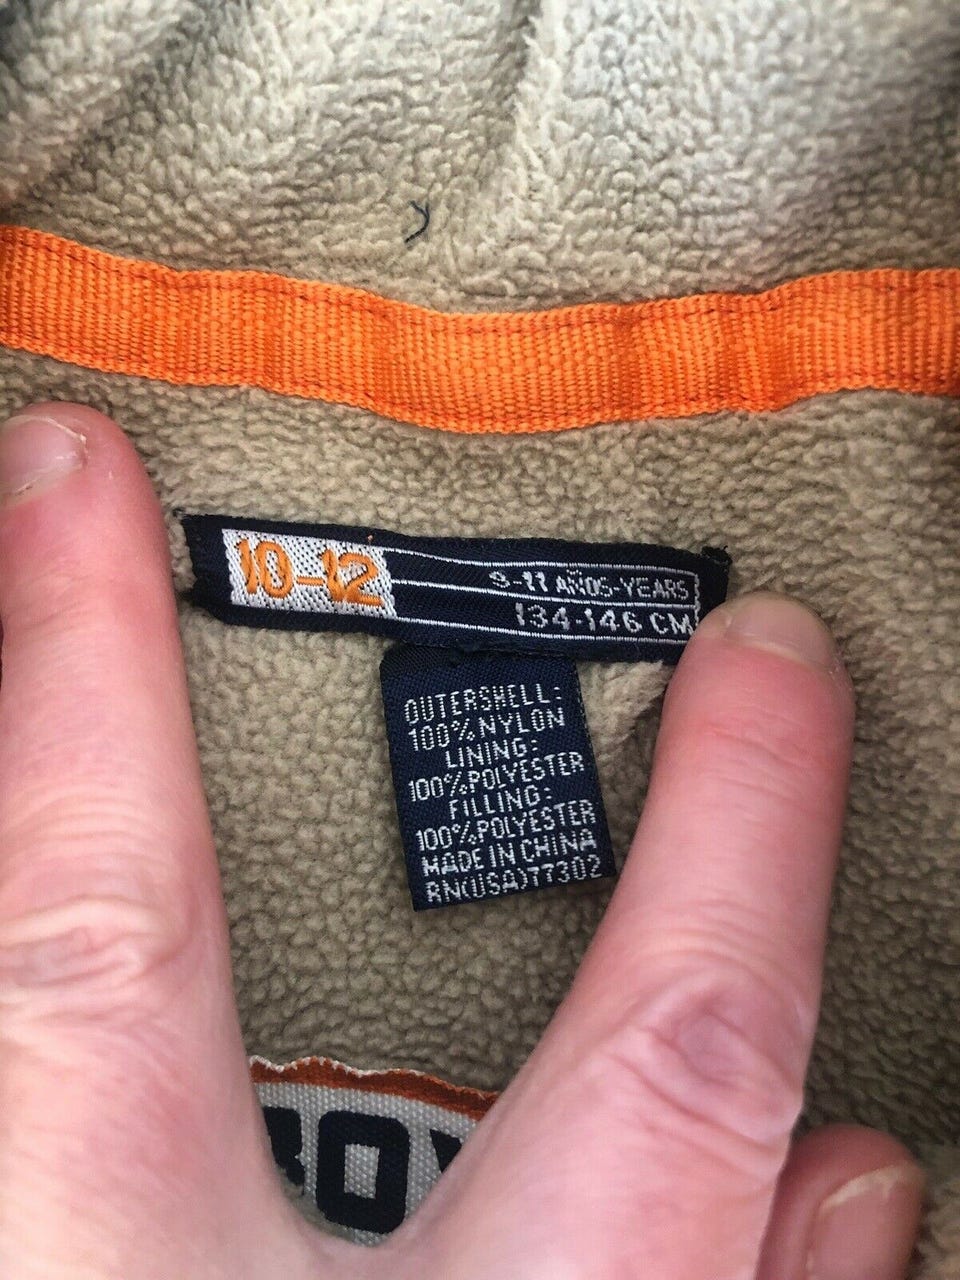 10-12
9-11 AÑOS-YEARS
134-146 CM
OUTERSHELL:
100%NYLON
LINING:
100%POLYESTER
FILLING:
100%POLYESTER
MADE IN CHINA
RN(USA)77302
BOY